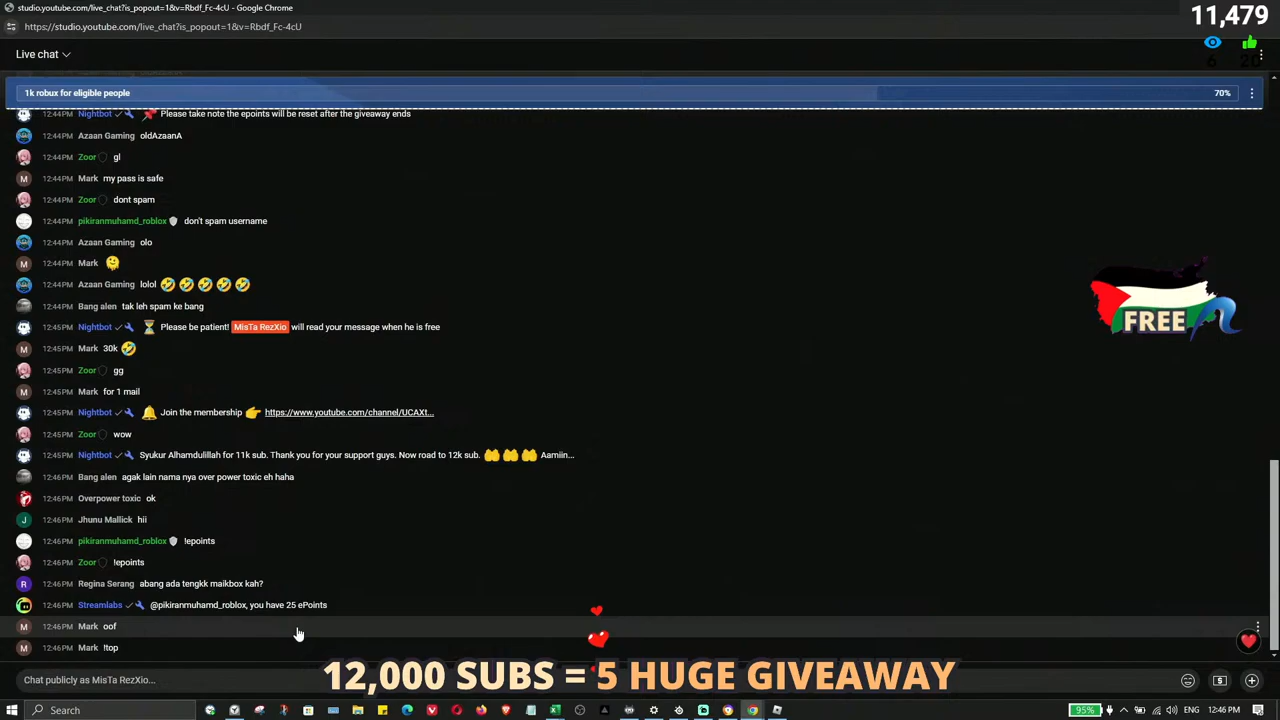 studio.youtube.com/live_chat?is_popout=1&v=Rbdf_Fc-4cU - Google Chrome
https://studio.youtube.com/live_chat?is_popout=1&v=Rbdf_Fc-4cU
11,479
Live chat
6
20
1k robux for eligible people
70%
12:44PM Nightbot 📌 Please take note the epoints will be reset after the giveaway ends
12:44PM Azaan Gaming oldAzaanA
12:44PM Zoor gl
12:44PM Mark my pass is safe
12:44PM Zoor dont spam
12:44PM pikiranmuhamd_roblox don't spam username
12:44PM Azaan Gaming olo
12:44PM Mark 🫠
12:44PM Azaan Gaming lolol 🤣🤣🤣🤣🤣
12:44PM Bang alen tak leh spam ke bang
12:45PM Nightbot ⏳ Please be patient! MisTa RezXio will read your message when he is free
12:45PM Mark 30k 🤣
12:45PM Zoor gg
12:45PM Mark for 1 mail
12:45PM Nightbot 🔔 Join the membership 👉 https://www.youtube.com/channel/UCAXt...
12:45PM Zoor wow
12:45PM Nightbot Syukur Alhamdulillah for 11k sub. Thank you for your support guys. Now road to 12k sub. 🤲🤲🤲 Aamiin...
12:46PM Bang alen agak lain nama nya over power toxic eh haha
12:46PM Overpower toxic ok
12:46PM Jhunu Mallick hii
12:46PM pikiranmuhamd_roblox !epoints
12:46PM Zoor !epoints
12:46PM Regina Serang abang ada tengkk maikbox kah?
12:46PM Streamlabs @pikiranmuhamd_roblox, you have 25 ePoints
12:46PM Mark oof
12:46PM Mark !top
FREE
Chat publicly as MisTa RezXio...
12,000 SUBS = 5 HUGE GIVEAWAY
Search
95%
ENG
12:46 PM